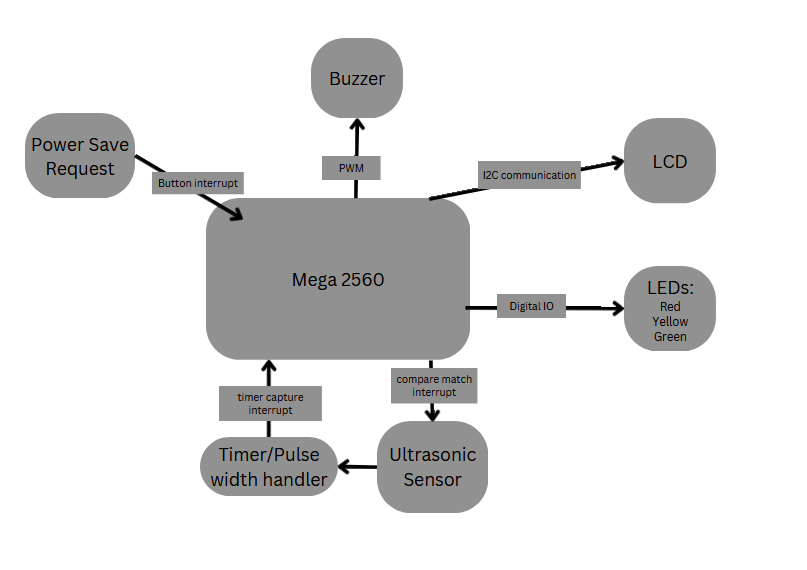 Buzzer
Power Save
Request
Button interrupt
PWM
I2C communication
LCD
Mega 2560
Digital IO
LEDs:
Red
Yellow
Green
timer capture
interrupt
compare match
interrupt
Timer/Pulse
width handler
Ultrasonic
Sensor